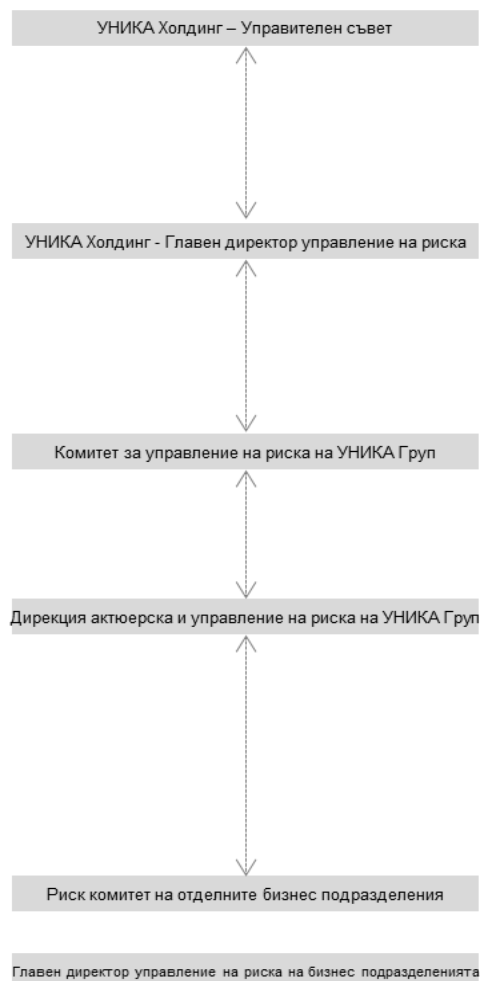 УНИКА Холдинг – Управителен съвет
УНИКА Холдинг - Главен директор управление на риска
Комитет за управление на риска на УНИКА Груп
Дирекция актюерска и управление на риска на УНИКА Груп
Риск комитет на отделните бизнес подразделения
Главен директор управление на риска на бизнес подразделенията